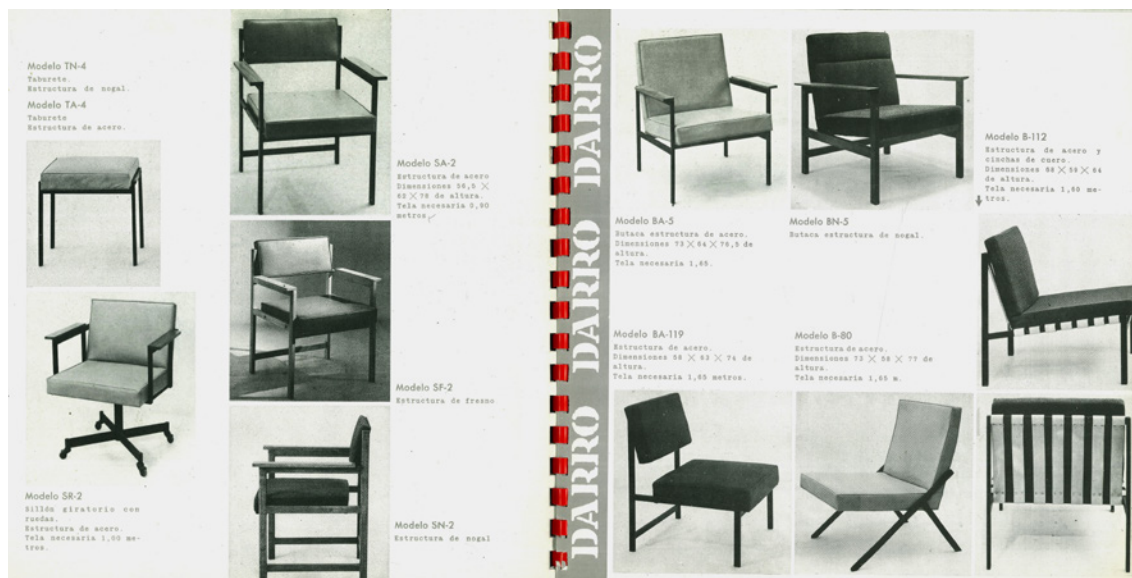 Modelo TN-4
Taburete.
Estructura de nogal.
Modelo TA-4
Taburete
Estructura de acero.
Modelo SA-2
Estructura de acero
Dimensiones 56,5 X
62 X 76 de altura.
Tela necesaria 0,90
metros
Modelo SF-2
Estructura de fresno
Modelo SR-2
Sillón giratorio con
ruedas.
Estructura de acero.
Tela necesaria 1,00 me-
tros.
Modelo SN-2
Estructura de nogal
DARRO DARRO DARRO
Modelo BA-5
Butaca estructura de acero.
Dimensiones 73 X 64 X 76,5 de
altura.
Tela necesaria 1,65.
Modelo BN-5
Butaca estructura de nogal.
Modelo B-112
Estructura de acero y
cinchas de cuero.
Dimensiones X 59 X
de altura.
Tela necesaria 1,65 me-
tros.
Modelo BA-119
Estructura de acero.
Dimensiones 58 X 62 X 74 de
altura.
Tela necesaria 1,65 metros.
Modelo B-80
Estructura de acero.
Dimensiones 73 X 58 X 77 de
altura.
Tela necesaria 1,65 m.